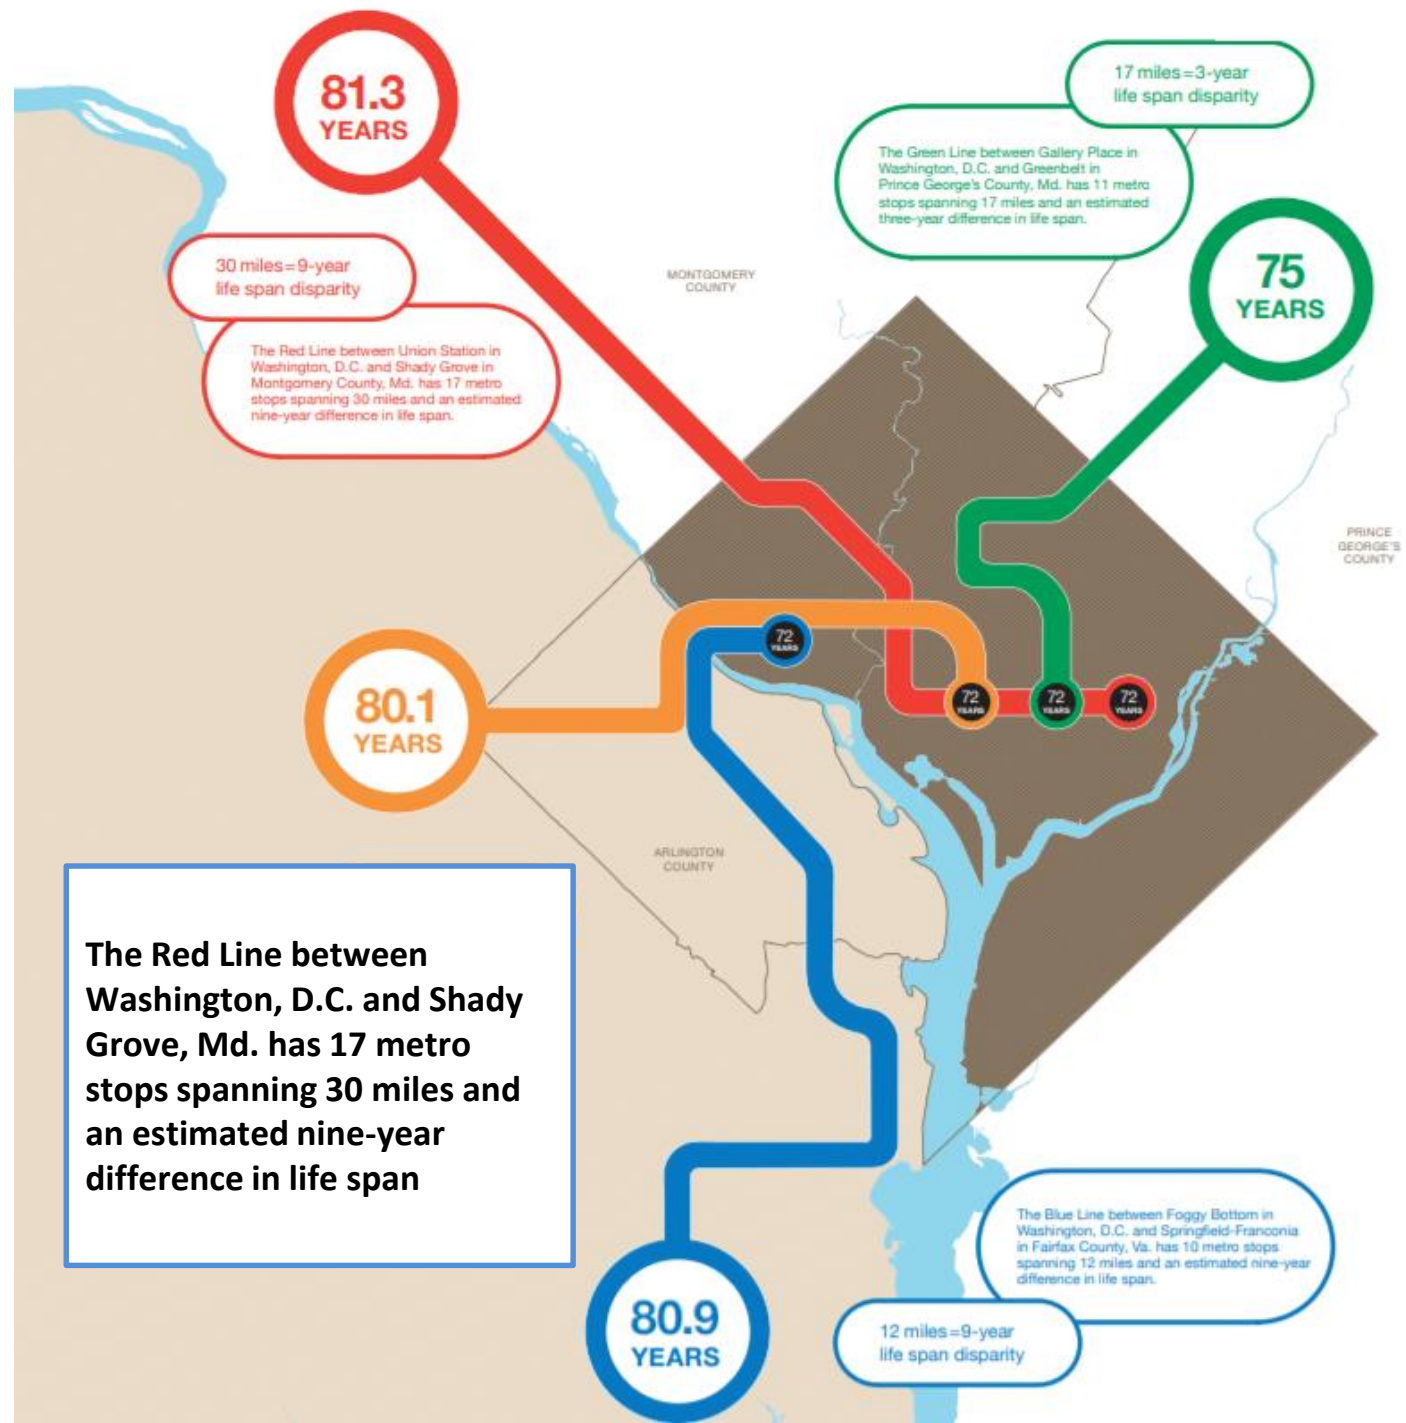 81.3
YEARS
17 miles=3-year
life span disparity
The Green Line between Gallery Place in
Washington, D.C. and Greenbelt in
Prince George's County, Md. has 11 metro
stops spanning 17 miles and an estimated
three-year difference in life span.
75
YEARS
30 miles=9-year
life span disparity
The Red Line between Union Station in
Washington, D.C. and Shady Grove in
Montgomery County, Md. has 17 metro
stops spanning 30 miles and an estimated
nine-year difference in life span.
MONTGOMERY
COUNTY
PRINCE
GEORGE'S
COUNTY
72
YEARS
80.1
YEARS
72
YEARS
72
YEARS
72
YEARS
ARLINGTON
COUNTY
The Red Line between
Washington, D.C. and Shady
Grove, Md. has 17 metro
stops spanning 30 miles and
an estimated nine-year
difference in life span
80.9
YEARS
The Blue Line between Foggy Bottom in
Washington, D.C. and Springfield-Franconia
in Fairfax County, Va. has 10 metro stops
spanning 12 miles and an estimated nine-year
difference in life span.
12 miles=9-year
life span disparity